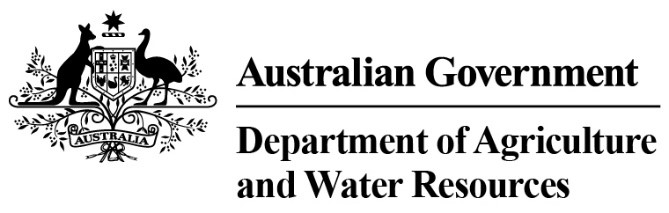 Australian Government
Department of Agriculture
and Water Resources
AUSTRALIA